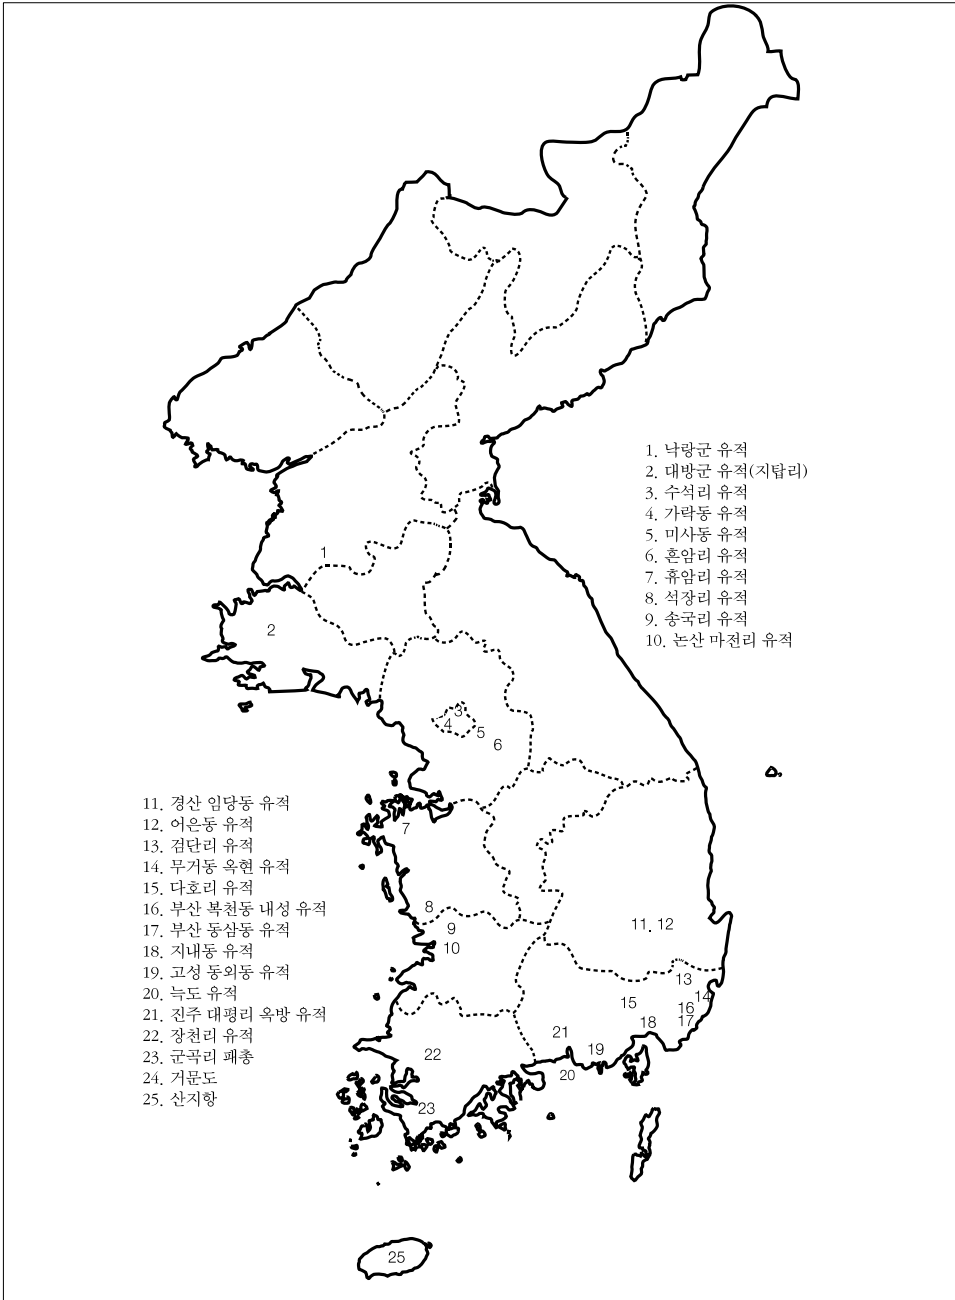 1. 낙랑군 유적
2. 대방군 유적(지탑리)
3. 수석리 유적
4. 가락동 유적
5. 미사동 유적
6. 흔암리 유적
7. 휴암리 유적
8. 석장리 유적
9. 송국리 유적
10. 논산 마전리 유적
1
2
3
4
5
6
11. 경산 임당동 유적
12. 어은동 유적
13. 검단리 유적
14. 무거동 옥현 유적
15. 다호리 유적
16. 부산 복천동 내성 유적
17. 부산 동삼동 유적
18. 지내동 유적
19. 고성 동외동 유적
20. 늑도 유적
21. 진주 대평리 옥방 유적
22. 장천리 유적
23. 군곡리 패총
24. 거문도
25. 산지항
7
8
9
10
11. 12
13
14
15
16
17
18
21
19
20
22
23
25